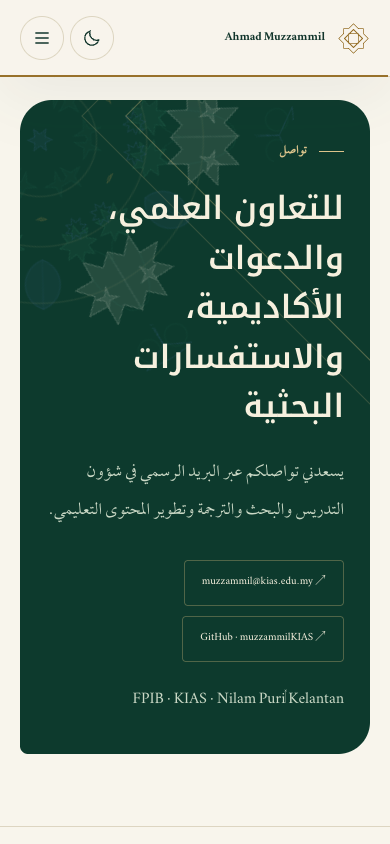 Ahmad Muzzammil
تواصل
للتعاون العلمي،
والدعوات
الأكاديمية،
والاستفسارات
البحثية
يسعدني تواصلكم عبر البريد الرسمي في شؤون
التدريس والبحث والترجمة وتطوير المحتوى التعليمي.
muzzammil@kias.edu.my ↗
GitHub · muzzammilKIAS ↗
FPIB · KIAS · Nilam Puri، Kelantan